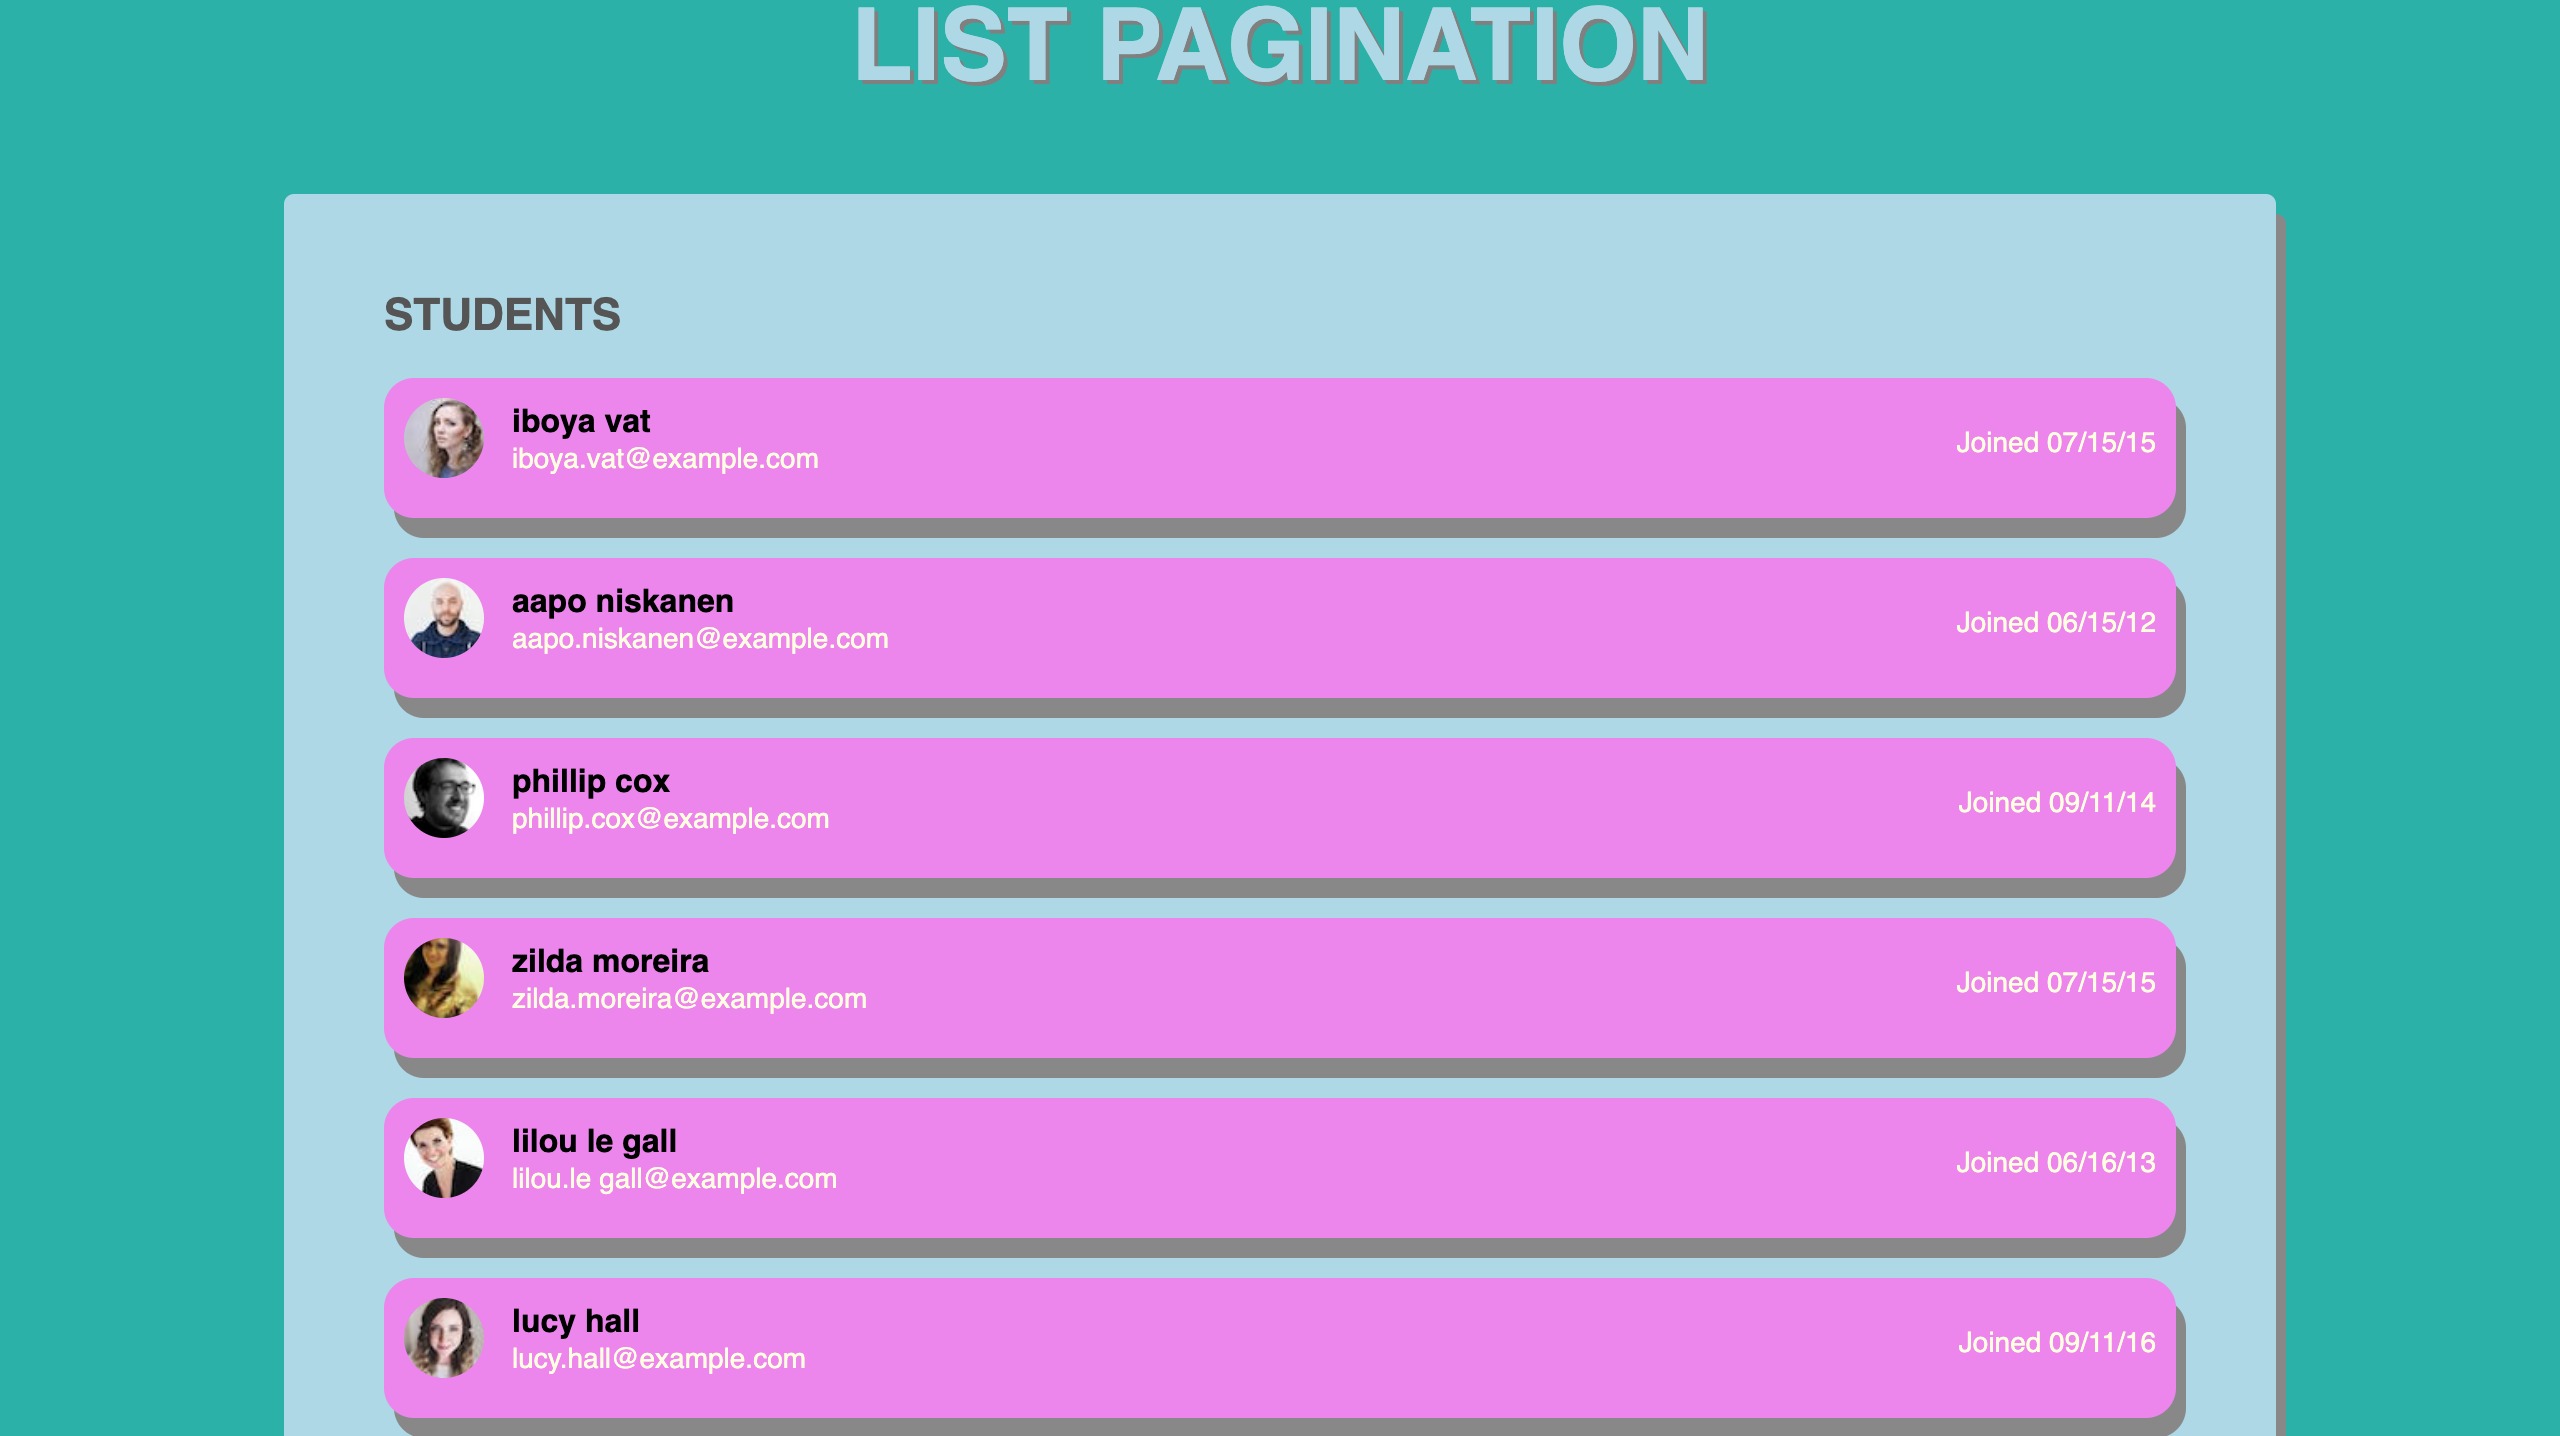 LIST PAGINATION
STUDENTS
iboya vat
iboya.vat@example.com
Joined 07/15/15
aapo niskanen
aapo.niskanen@example.com
Joined 06/15/12
phillip cox
phillip.cox@example.com
Joined 09/11/14
zilda moreira
zilda.moreira@example.com
Joined 07/15/15
lilou le gall
lilou.le gall@example.com
Joined 06/16/13
lucy hall
lucy.hall@example.com
Joined 09/11/16